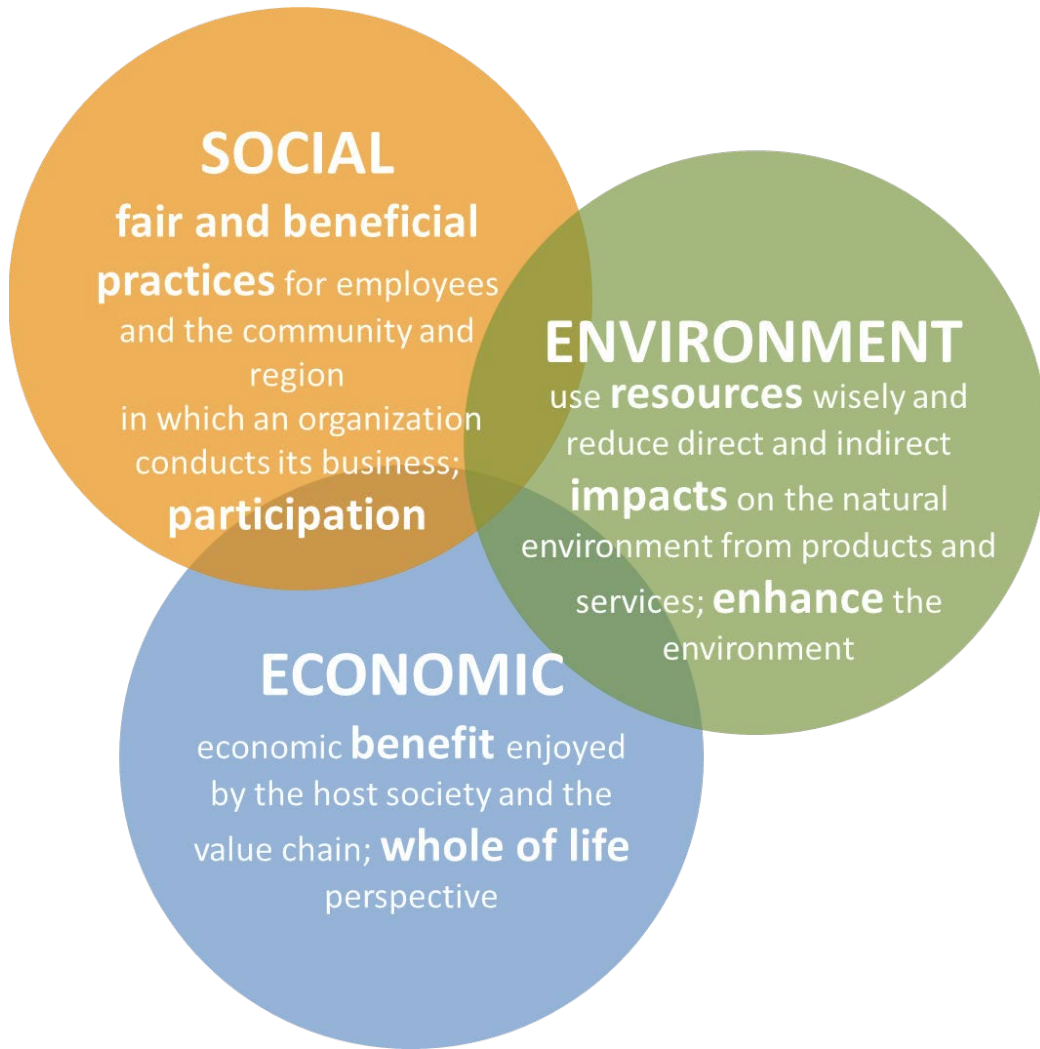 SOCIAL
fair and beneficial
practices for employees
and the community and
region
in which an organization
conducts its business;
participation
ENVIRONMENT
use resources wisely and
reduce direct and indirect
impacts on the natural
environment from products and
services; enhance the
environment
ECONOMIC
economic benefit enjoyed
by the host society and the
value chain; whole of life
perspective